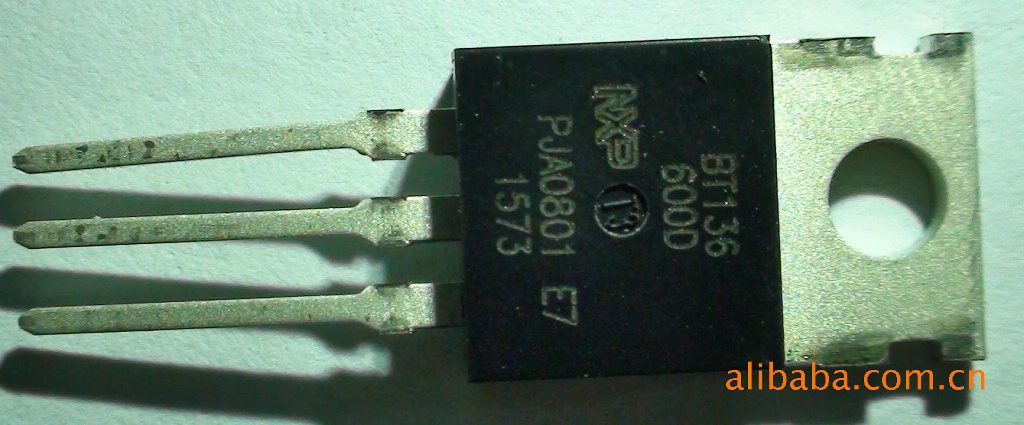 BT136
600D
NXP
PJA0801 E7
1573
alibaba.com.cn